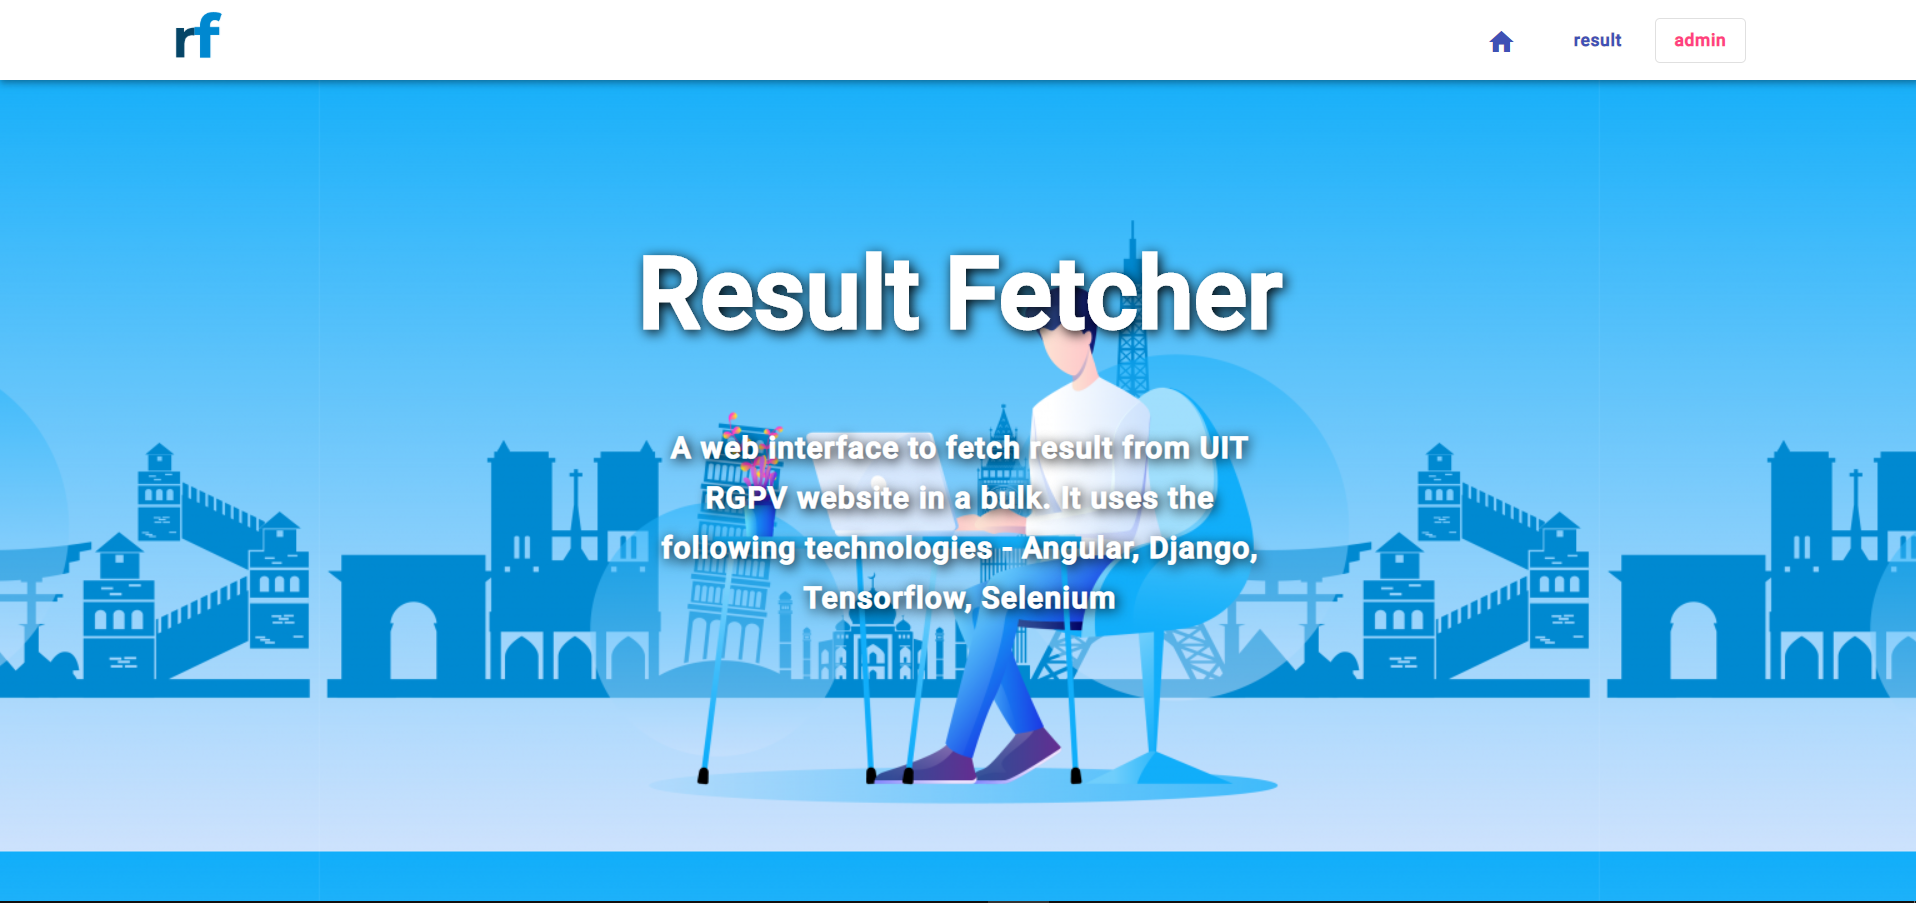 rf
result
admin
Result Fetcher
A web interface to fetch result from UIT
RGPV website in a bulk. It uses the
following technologies - Angular, Django,
Tensorflow, Selenium